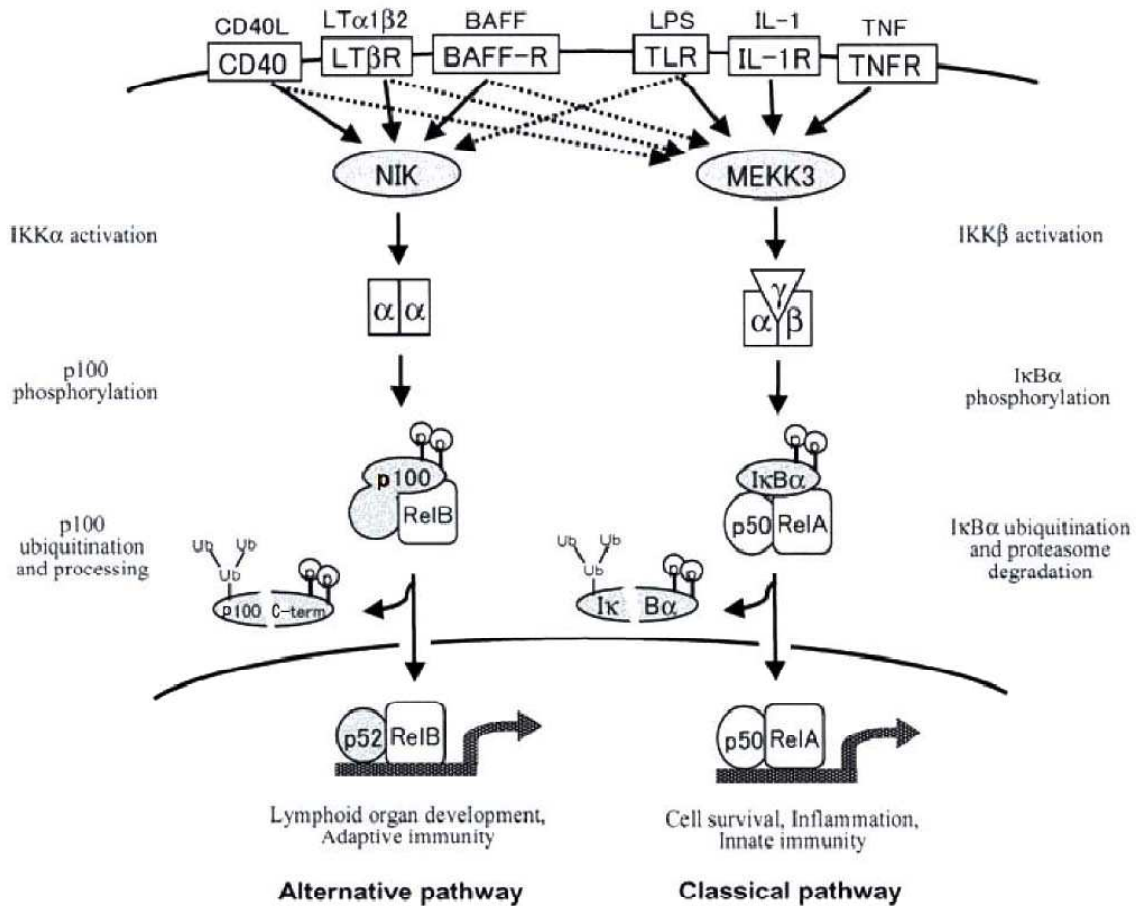 CD40L
LTα1β2
BAFF
LPS
IL-1
TNF
CD40
LTβR
BAFF-R
TLR
IL-1R
TNFR
NIK
MEKK3
IKKα activation
IKKβ activation
α α
γ
α β
p100
phosphorylation
IκBα
phosphorylation
p p
p100
RelB
p p
IκBα
p50 RelA
p100
ubiquitination
and processing
IκBα ubiquitination
and proteasome
degradation
Ub Ub
Ub
p p
p100 C-term
Ub Ub
Ub
p p
Iκ Bα
p52 RelB
p50 RelA
Lymphoid organ development,
Adaptive immunity
Cell survival, Inflammation,
Innate immunity
Alternative pathway
Classical pathway